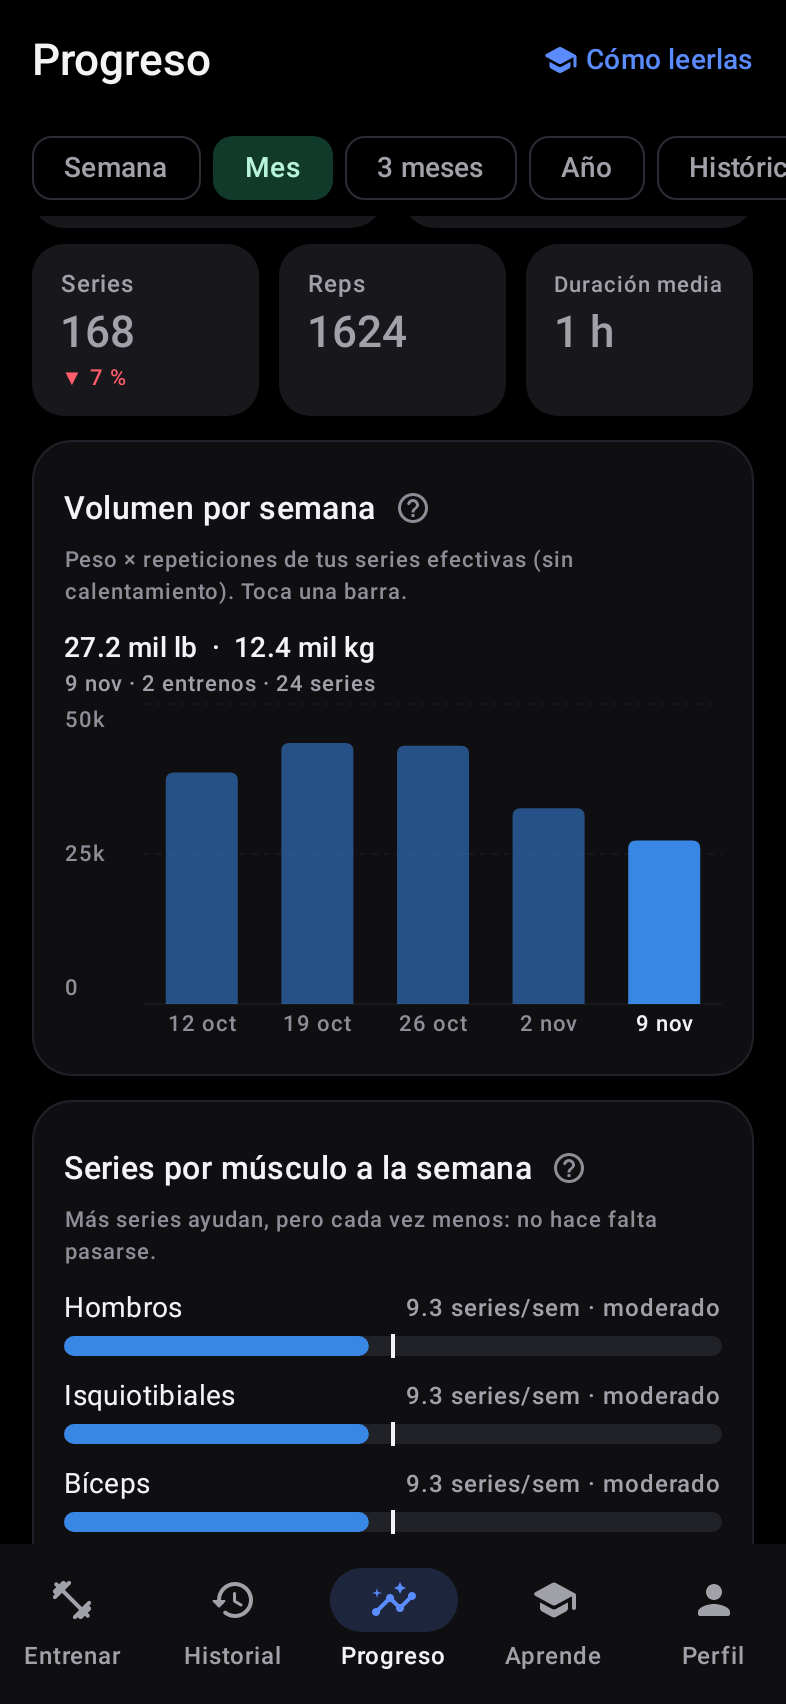 Progreso
Cómo leerlas
Semana
Mes
3 meses
Año
Históric
Series
168
▼ 7 %
Reps
1624
Duración media
1 h
Volumen por semana
Peso × repeticiones de tus series efectivas (sin
calentamiento). Toca una barra.
27.2 mil lb · 12.4 mil kg
9 nov · 2 entrenos · 24 series
50k
25k
0
12 oct
19 oct
26 oct
2 nov
9 nov
Series por músculo a la semana
Más series ayudan, pero cada vez menos: no hace falta
pasarse.
Hombros
9.3 series/sem · moderado
Isquiotibiales
9.3 series/sem · moderado
Bíceps
9.3 series/sem · moderado
Entrenar
Historial
Progreso
Aprende
Perfil